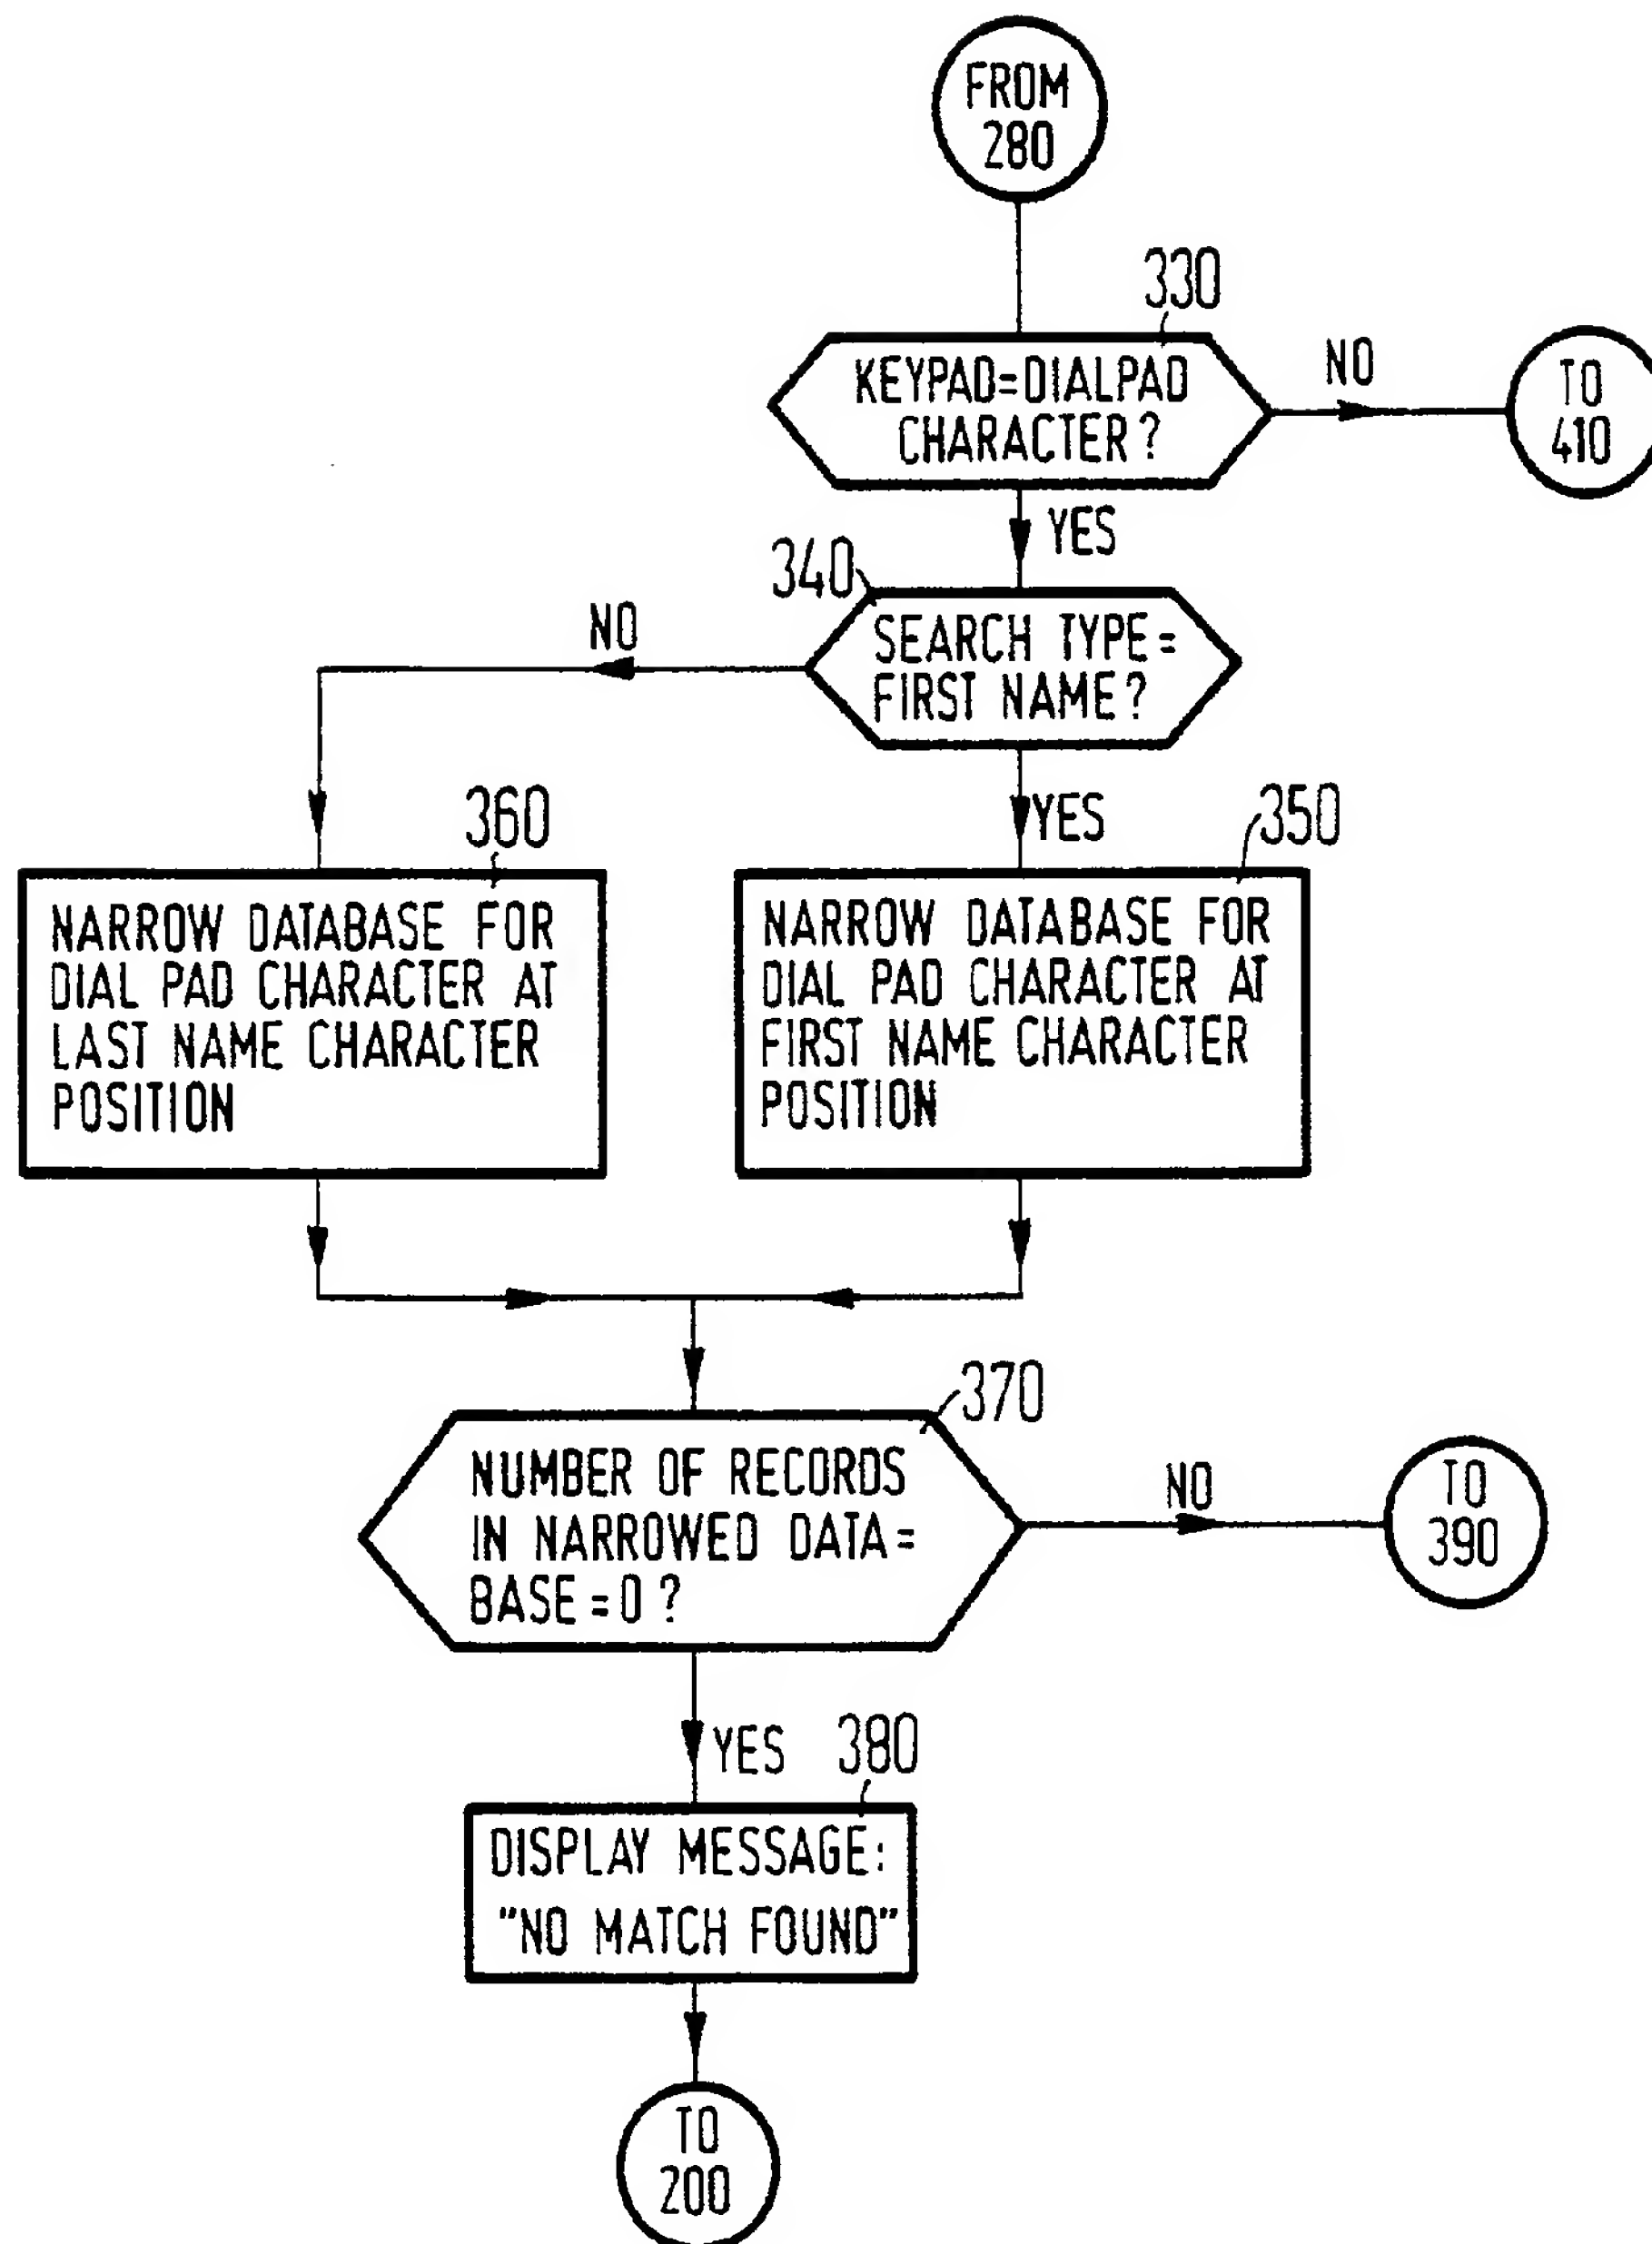 FROM
280
330
KEYPAD=DIALPAD
CHARACTER?
NO
TO
410
YES
340
SEARCH TYPE=
FIRST NAME?
NO
YES
360
350
NARROW DATABASE FOR
DIAL PAD CHARACTER AT
LAST NAME CHARACTER
POSITION
NARROW DATABASE FOR
DIAL PAD CHARACTER AT
FIRST NAME CHARACTER
POSITION
370
NUMBER OF RECORDS
IN NARROWED DATA=
BASE=0?
NO
TO
390
YES
380
DISPLAY MESSAGE:
"NO MATCH FOUND"
TO
200